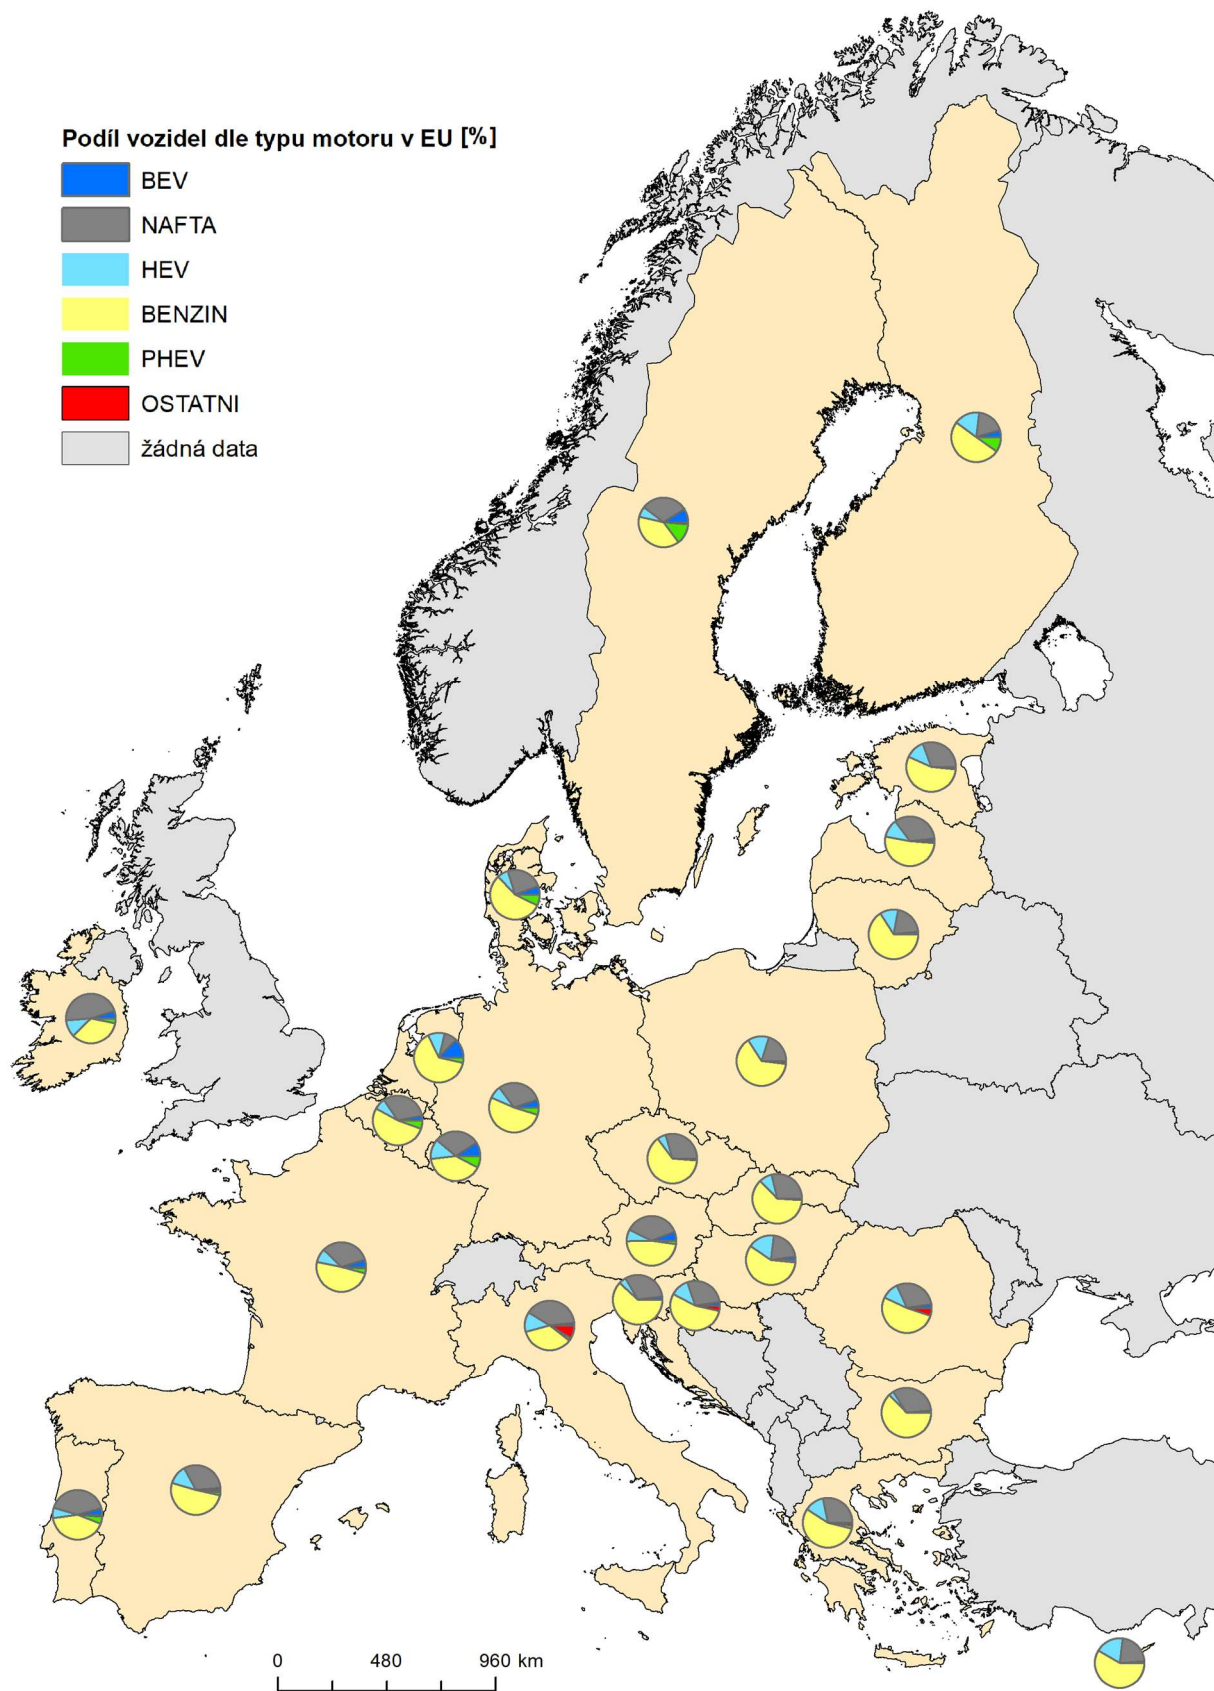 Podíl vozidel dle typu motoru v EU [%]
BEV
NAFTA
HEV
BENZIN
PHEV
OSTATNI
žádná data
0 480 960 km